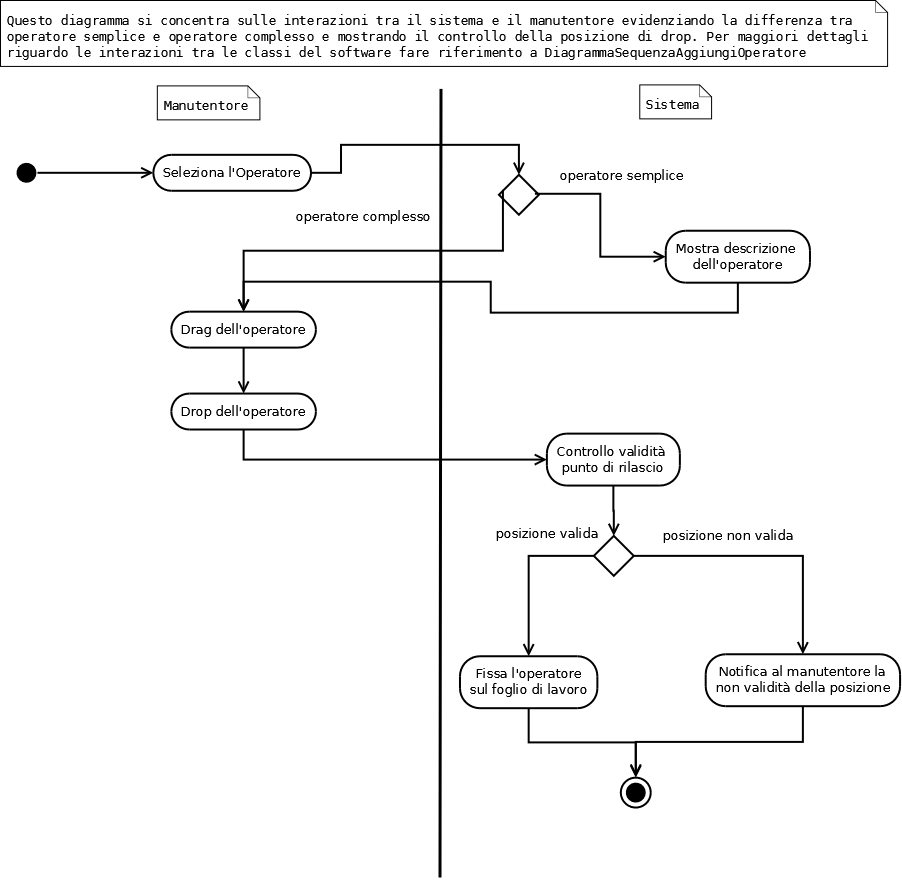 Questo diagramma si concentra sulle interazioni tra il sistema e il manutentore evidenziando la differenza tra
operatore semplice e operatore complesso e mostrando il controllo della posizione di drop. Per maggiori dettagli
riguardo le interazioni tra le classi del software fare riferimento a DiagrammaSequenzaAggiungiOperatore
Manutentore
Sistema
Seleziona l'Operatore
operatore semplice
operatore complesso
Mostra descrizione
dell'operatore
Drag dell'operatore
Drop dell'operatore
Controllo validità
punto di rilascio
posizione valida
posizione non valida
Fissa l'operatore
sul foglio di lavoro
Notifica al manutentore la
non validità della posizione